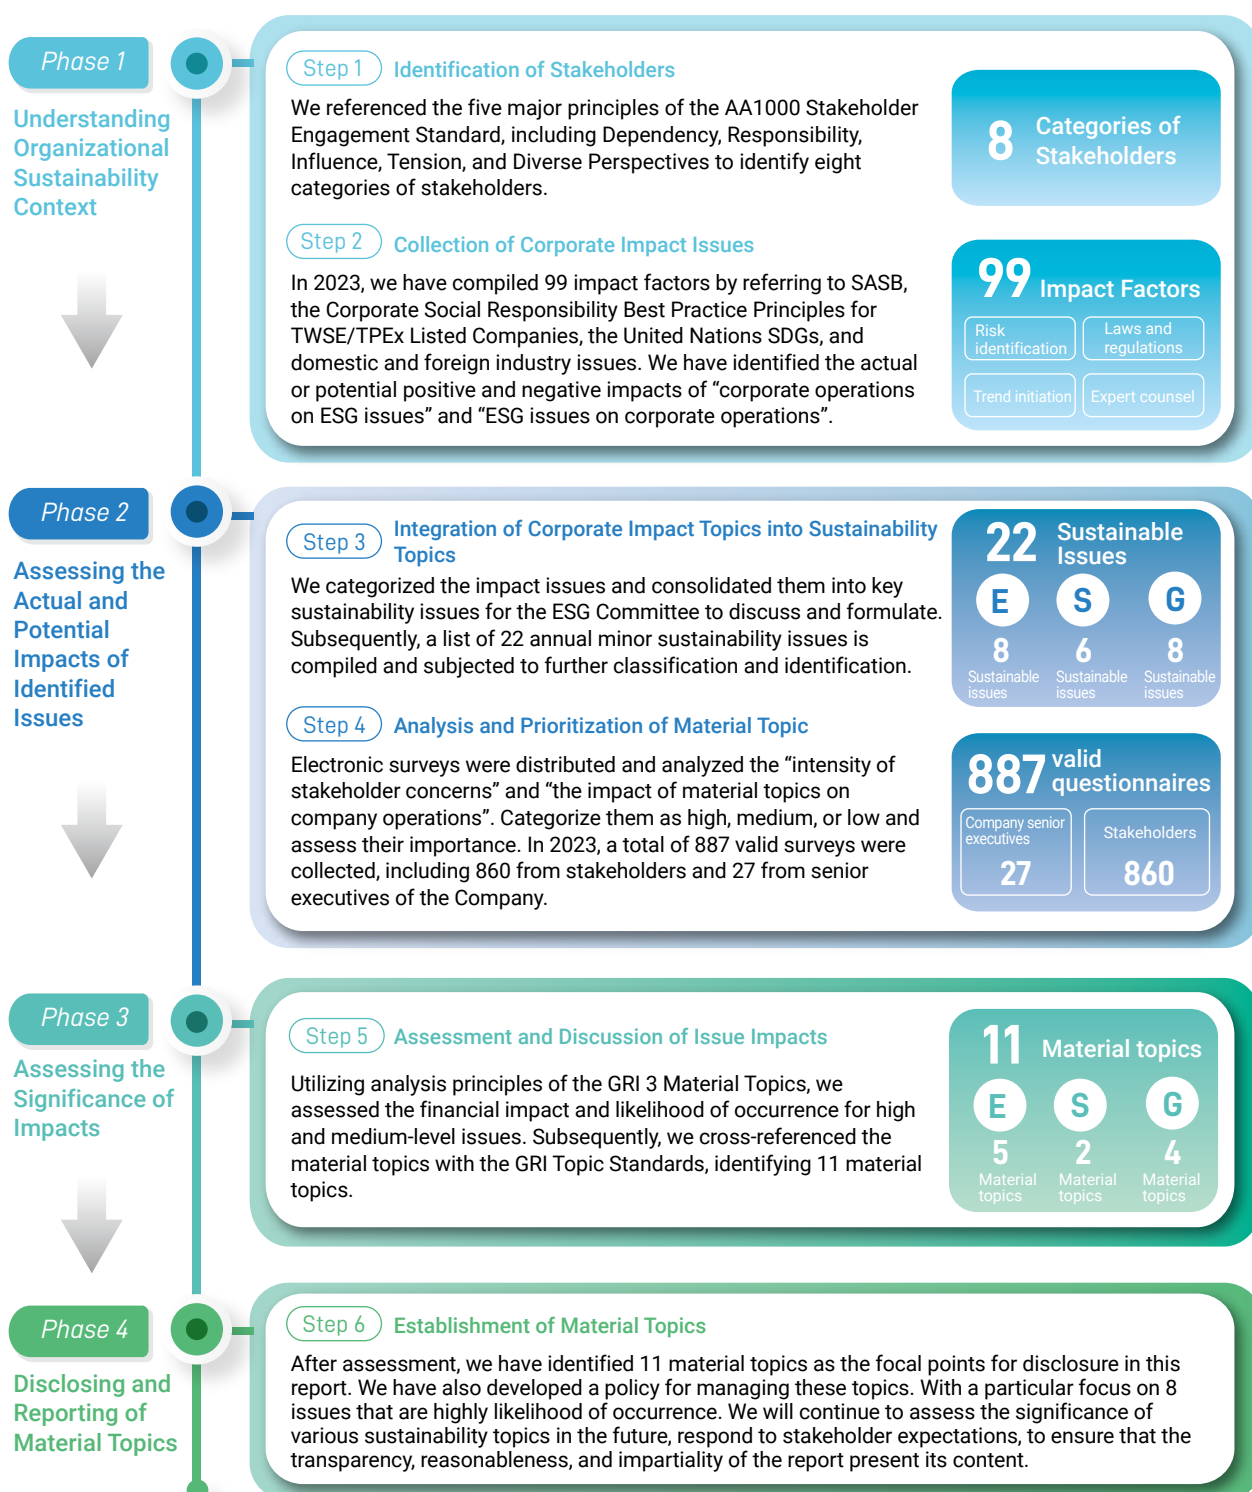 Phase 1
Understanding
Organizational
Sustainability
Context
Step 1 Identification of Stakeholders
We referenced the five major principles of the AA1000 Stakeholder
Engagement Standard, including Dependency, Responsibility,
Influence, Tension, and Diverse Perspectives to identify eight
categories of stakeholders.
8 Categories of
Stakeholders
Step 2 Collection of Corporate Impact Issues
In 2023, we have compiled 99 impact factors by referring to SASB,
the Corporate Social Responsibility Best Practice Principles for
TWSE/TPEx Listed Companies, the United Nations SDGs, and
domestic and foreign industry issues. We have identified the actual
or potential positive and negative impacts of “corporate operations
on ESG issues” and “ESG issues on corporate operations”.
99 Impact Factors
Risk
identification
Laws and
regulations
Trend initiation
Expert counsel
Phase 2
Assessing the
Actual and
Potential
Impacts of
Identified
Issues
Step 3 Integration of Corporate Impact Topics into Sustainability
Topics
We categorized the impact issues and consolidated them into key
sustainability issues for the ESG Committee to discuss and formulate.
Subsequently, a list of 22 annual minor sustainability issues is
compiled and subjected to further classification and identification.
22 Sustainable
Issues
E S G
8 6 8
Sustainable Sustainable Sustainable
issues issues issues
Step 4 Analysis and Prioritization of Material Topic
Electronic surveys were distributed and analyzed the “intensity of
stakeholder concerns” and “the impact of material topics on
company operations”. Categorize them as high, medium, or low and
assess their importance. In 2023, a total of 887 valid surveys were
collected, including 860 from stakeholders and 27 from senior
executives of the Company.
887 valid
questionnaires
Company senior
executives
27
Stakeholders
860
Phase 3
Assessing the
Significance of
Impacts
Step 5 Assessment and Discussion of Issue Impacts
Utilizing analysis principles of the GRI 3 Material Topics, we
assessed the financial impact and likelihood of occurrence for high
and medium-level issues. Subsequently, we cross-referenced the
material topics with the GRI Topic Standards, identifying 11 material
topics.
11 Material topics
E S G
5 2 4
Material Material Material
topics topics topics
Phase 4
Disclosing and
Reporting of
Material Topics
Step 6 Establishment of Material Topics
After assessment, we have identified 11 material topics as the focal points for disclosure in this
report. We have also developed a policy for managing these topics. With a particular focus on 8
issues that are highly likelihood of occurrence. We will continue to assess the significance of
various sustainability topics in the future, respond to stakeholder expectations, to ensure that the
transparency, reasonableness, and impartiality of the report present its content.